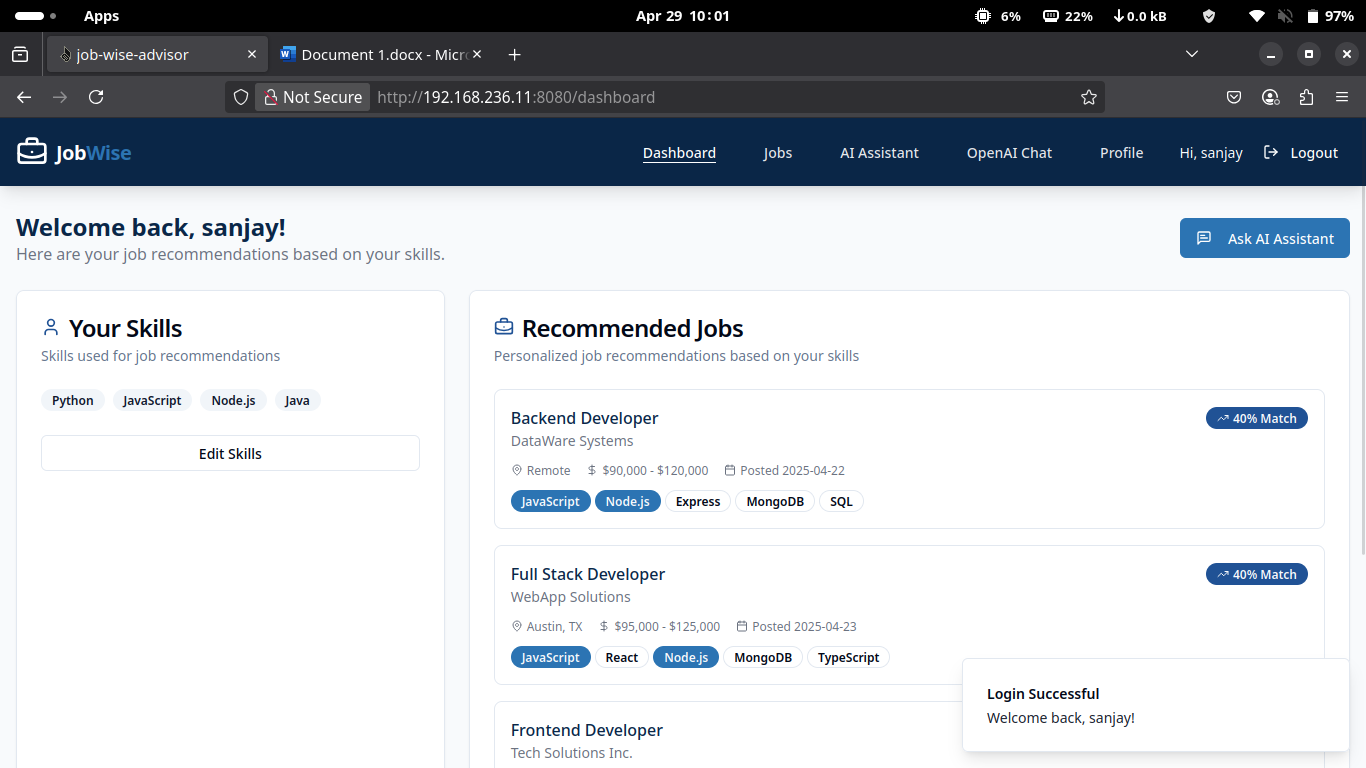 Apps
Apr 29 10:01
6%
22%
0.0 kB
97%
job-wise-advisor
Document 1.docx - Micr
Not Secure
http://192.168.236.11:8080/dashboard
JobWise
Dashboard
Jobs
AI Assistant
OpenAI Chat
Profile
Hi, sanjay
Logout
Welcome back, sanjay!
Here are your job recommendations based on your skills.
Ask AI Assistant
Your Skills
Skills used for job recommendations
Python JavaScript Node.js Java
Edit Skills
Recommended Jobs
Personalized job recommendations based on your skills
Backend Developer
40% Match
DataWare Systems
Remote $90,000 - $120,000 Posted 2025-04-22
JavaScript Node.js Express MongoDB SQL
Full Stack Developer
40% Match
WebApp Solutions
Austin, TX $95,000 - $125,000 Posted 2025-04-23
JavaScript React Node.js MongoDB TypeScript
Frontend Developer
Tech Solutions Inc.
Login Successful
Welcome back, sanjay!